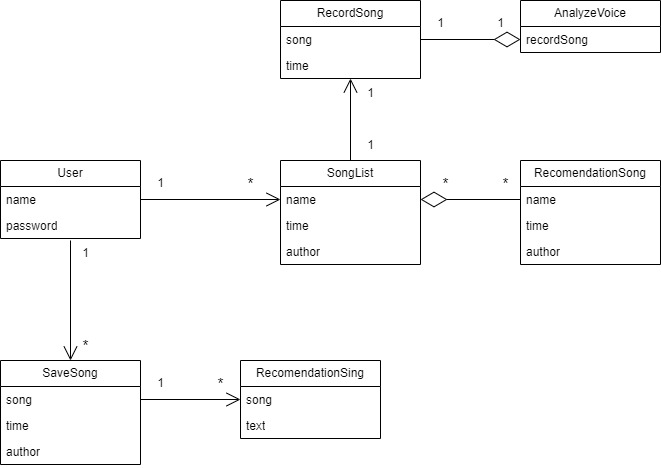 RecordSong
song
time
AnalyzeVoice
recordSong
1
1
1
1
User
name
password
1
*
SongList
name
time
author
*
*
RecomendationSong
name
time
author
1
*
SaveSong
song
time
author
1
*
RecomendationSing
song
text